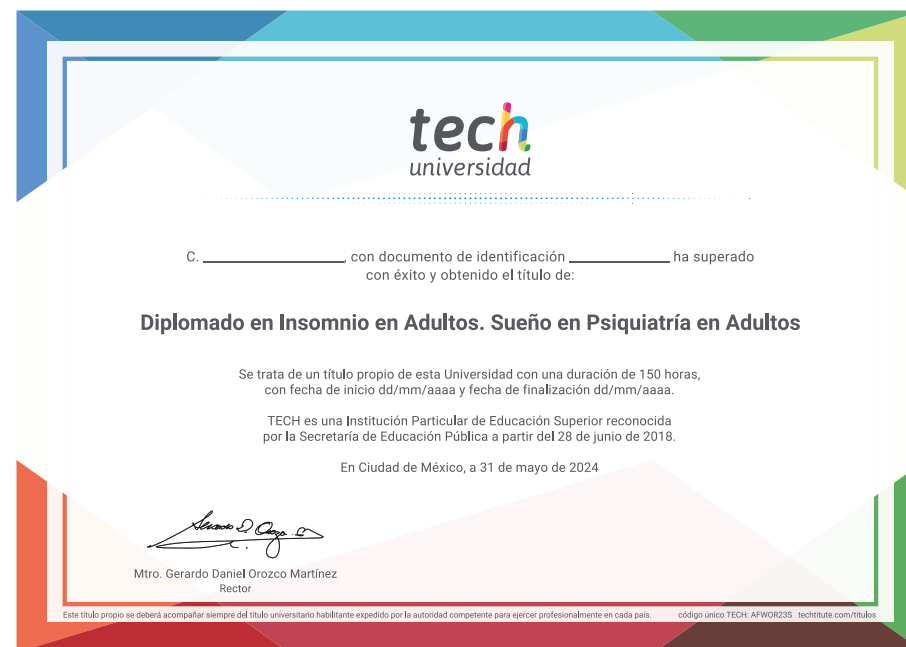 tech
universidad
C. ____________, con documento de identificación ____________ ha superado
con éxito y obtenido el título de:
Diplomado en Insomnio en Adultos. Sueño en Psiquiatría en Adultos
Se trata de un título propio de esta Universidad con una duración de 150 horas,
con fecha de inicio dd/mm/aaaa y fecha de finalización dd/mm/aaaa.
TECH es una Institución Particular de Educación Superior reconocida
por la Secretaría de Educación Pública a partir del 28 de junio de 2018.
En Ciudad de México, a 31 de mayo de 2024
Mtro. Gerardo Daniel Orozco Martínez
Rector
Este título propio se deberá acompañar siempre del título universitario habilitante expedido por la autoridad competente para ejercer profesionalmente en cada país. código único TECH: AFWOR23S techtitute.com/titulos